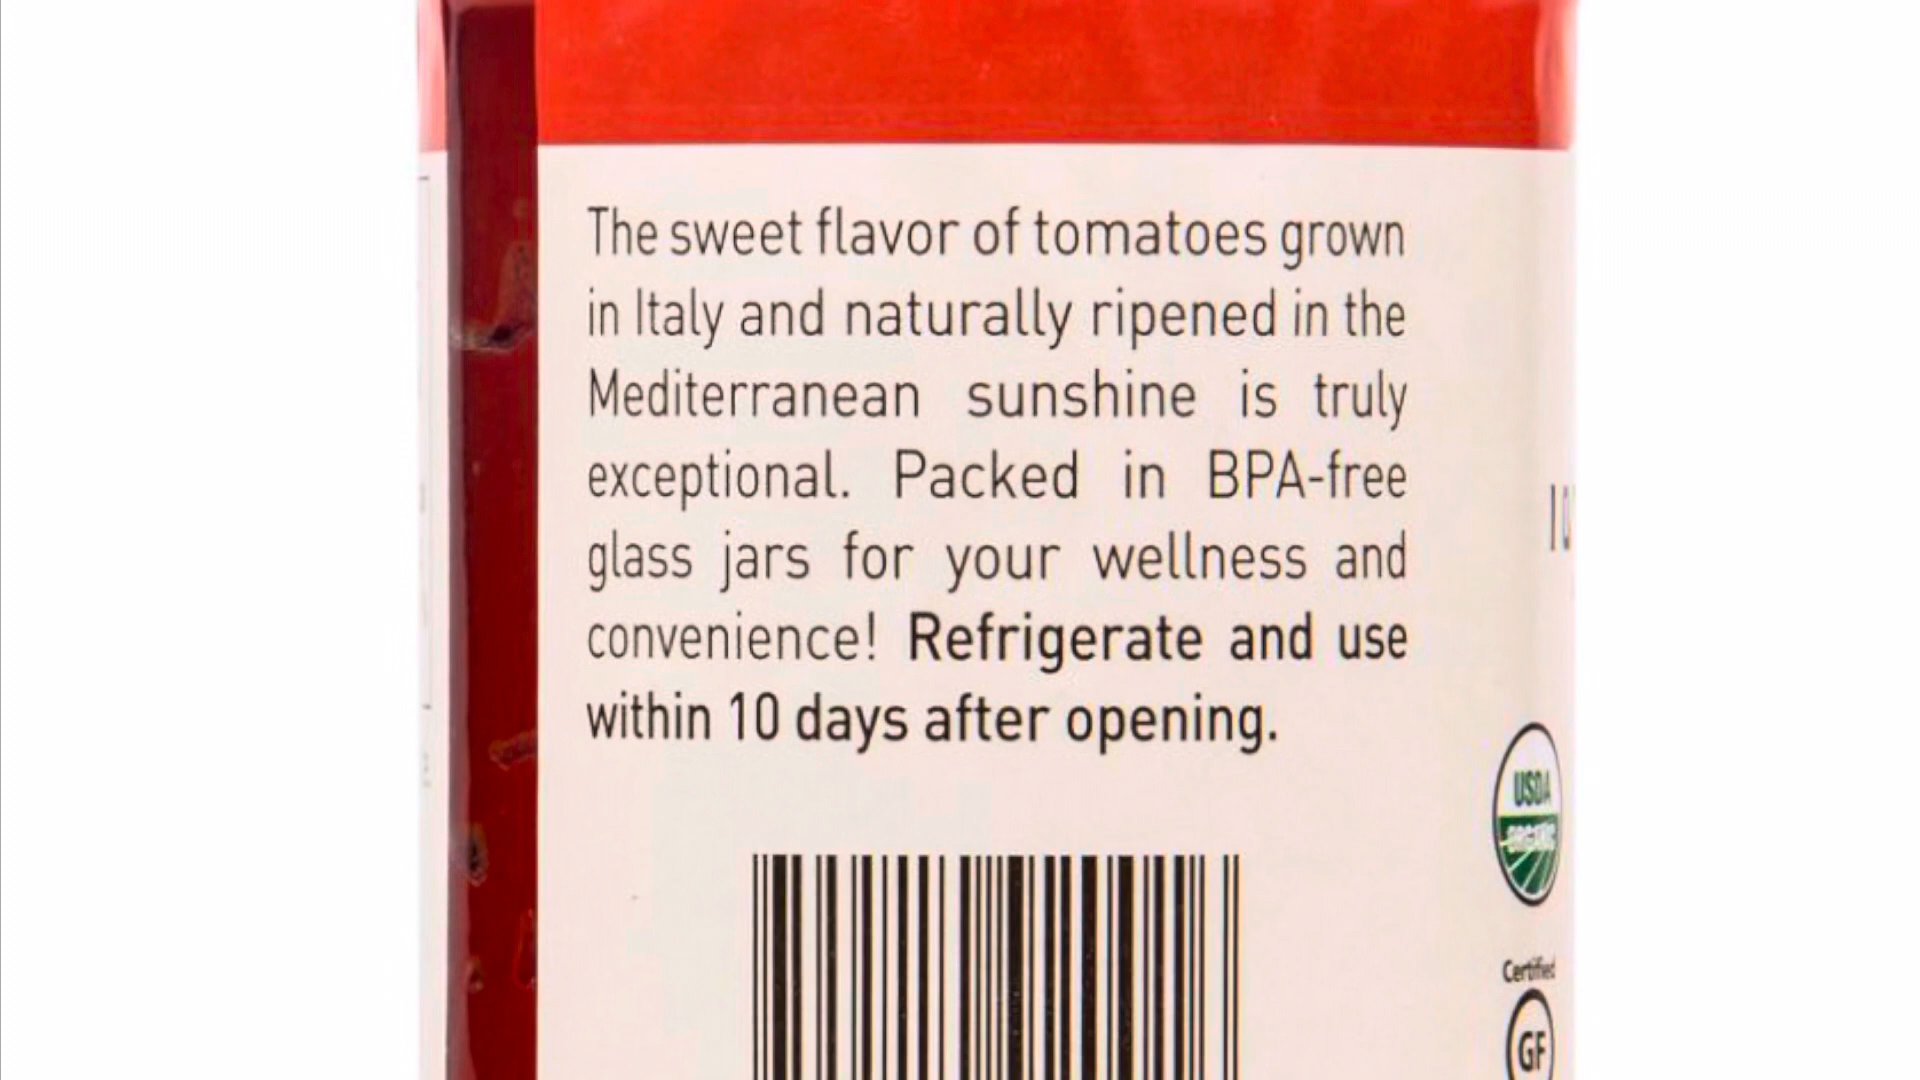 The sweet flavor of tomatoes grown
in Italy and naturally ripened in the
Mediterranean sunshine is truly
exceptional. Packed in BPA-free
glass jars for your wellness and
convenience! Refrigerate and use
within 10 days after opening.
USDA
ORGANIC
Certified
GF